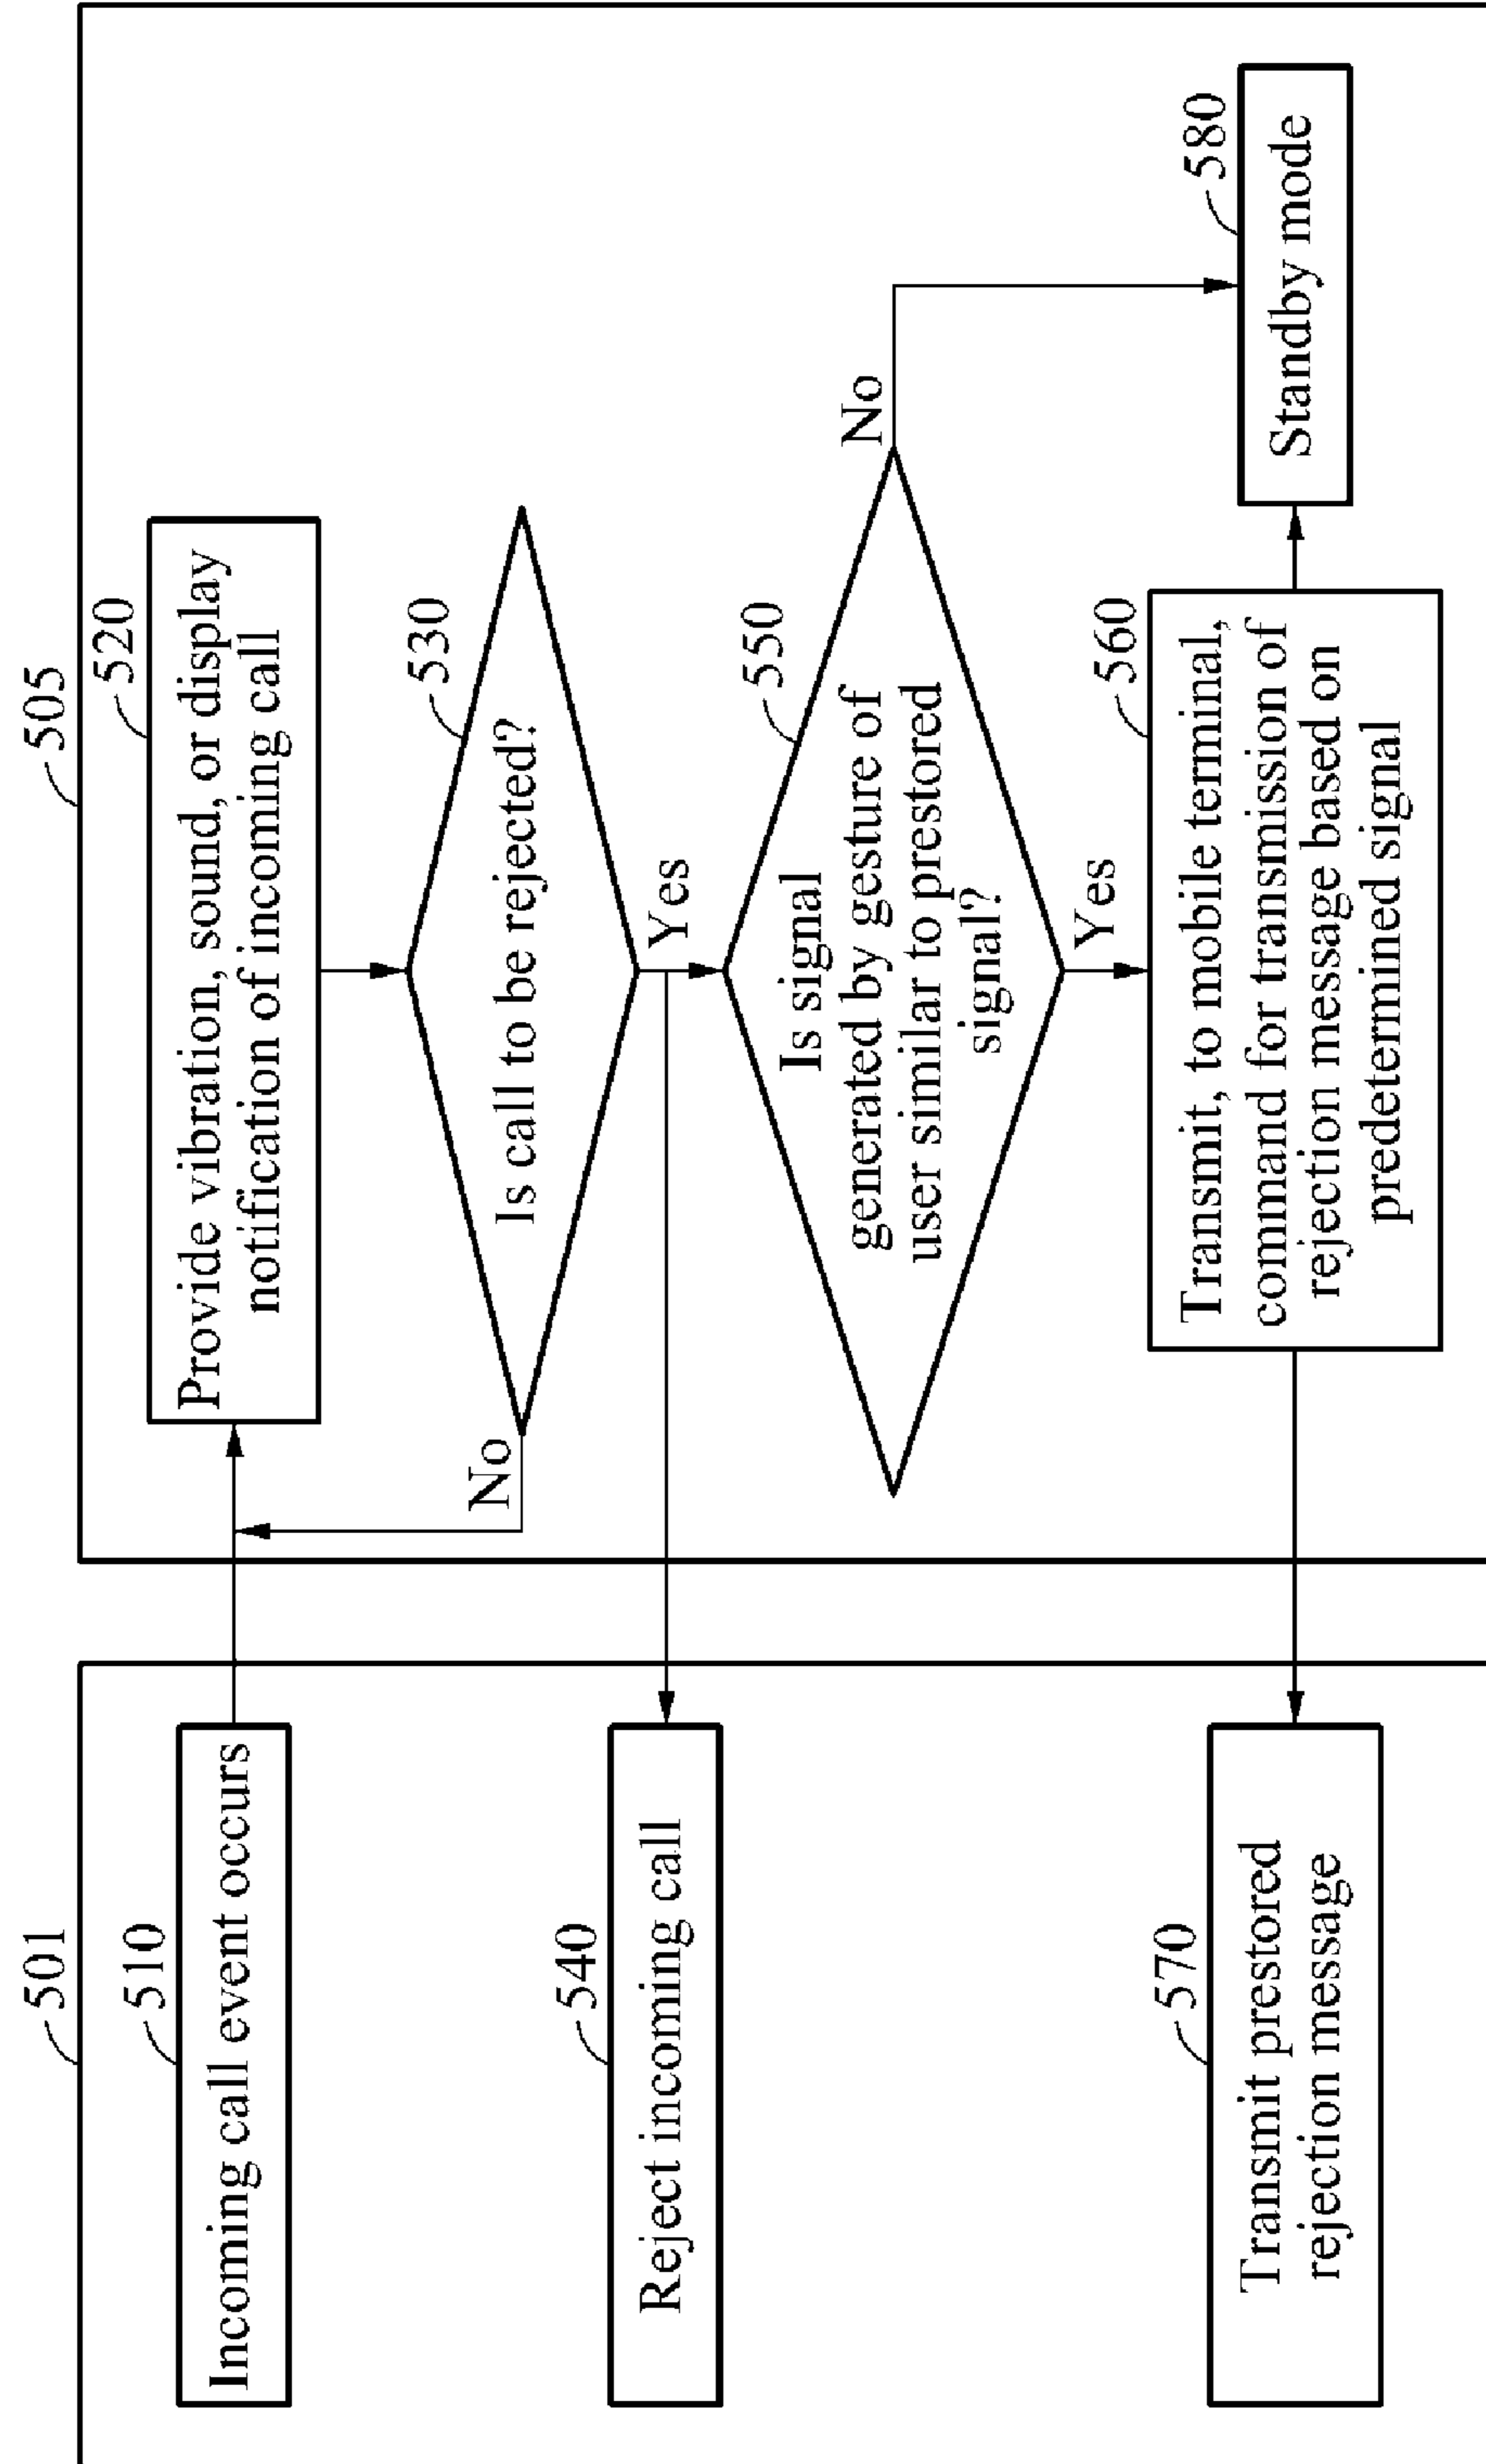 501
505
510
Incoming call event occurs
520
Provide vibration, sound, or display
notification of incoming call
No
530
Is call to be rejected?
Yes
540
Reject incoming call
550
Is signal
generated by gesture of
user similar to prestored
signal?
No
Yes
560
Transmit, to mobile terminal,
command for transmission of
rejection message based on
predetermined signal
570
Transmit prestored
rejection message
580
Standby mode